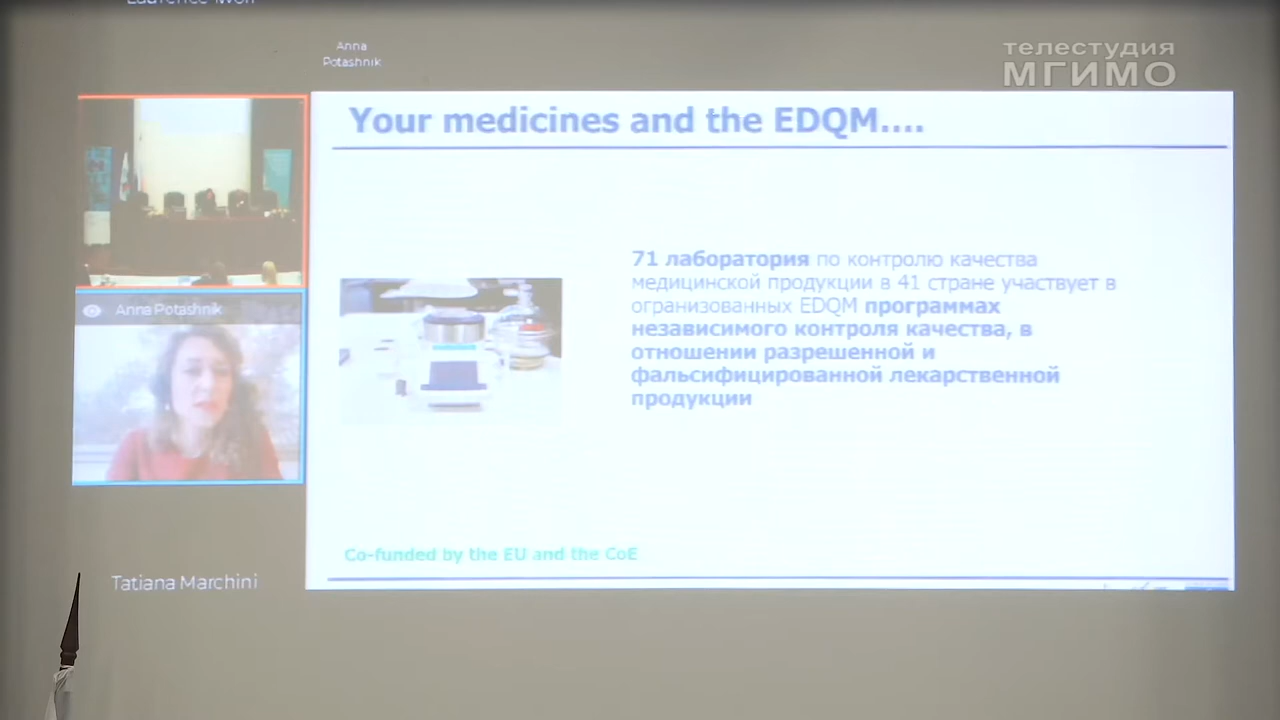 Anna
Potashnik
телестудия
МГИМО
Your medicines and the EDQM....
Anna Potashnik
71 лаборатория по контролю качества
медицинской продукции в 41 стране участвует в
огранизованных EDQM программах
независимого контроля качества, в
отношении разрешенной и
фальсифицированной лекарственной
продукции
Co-funded by the EU and the CoE
Tatiana Marchini